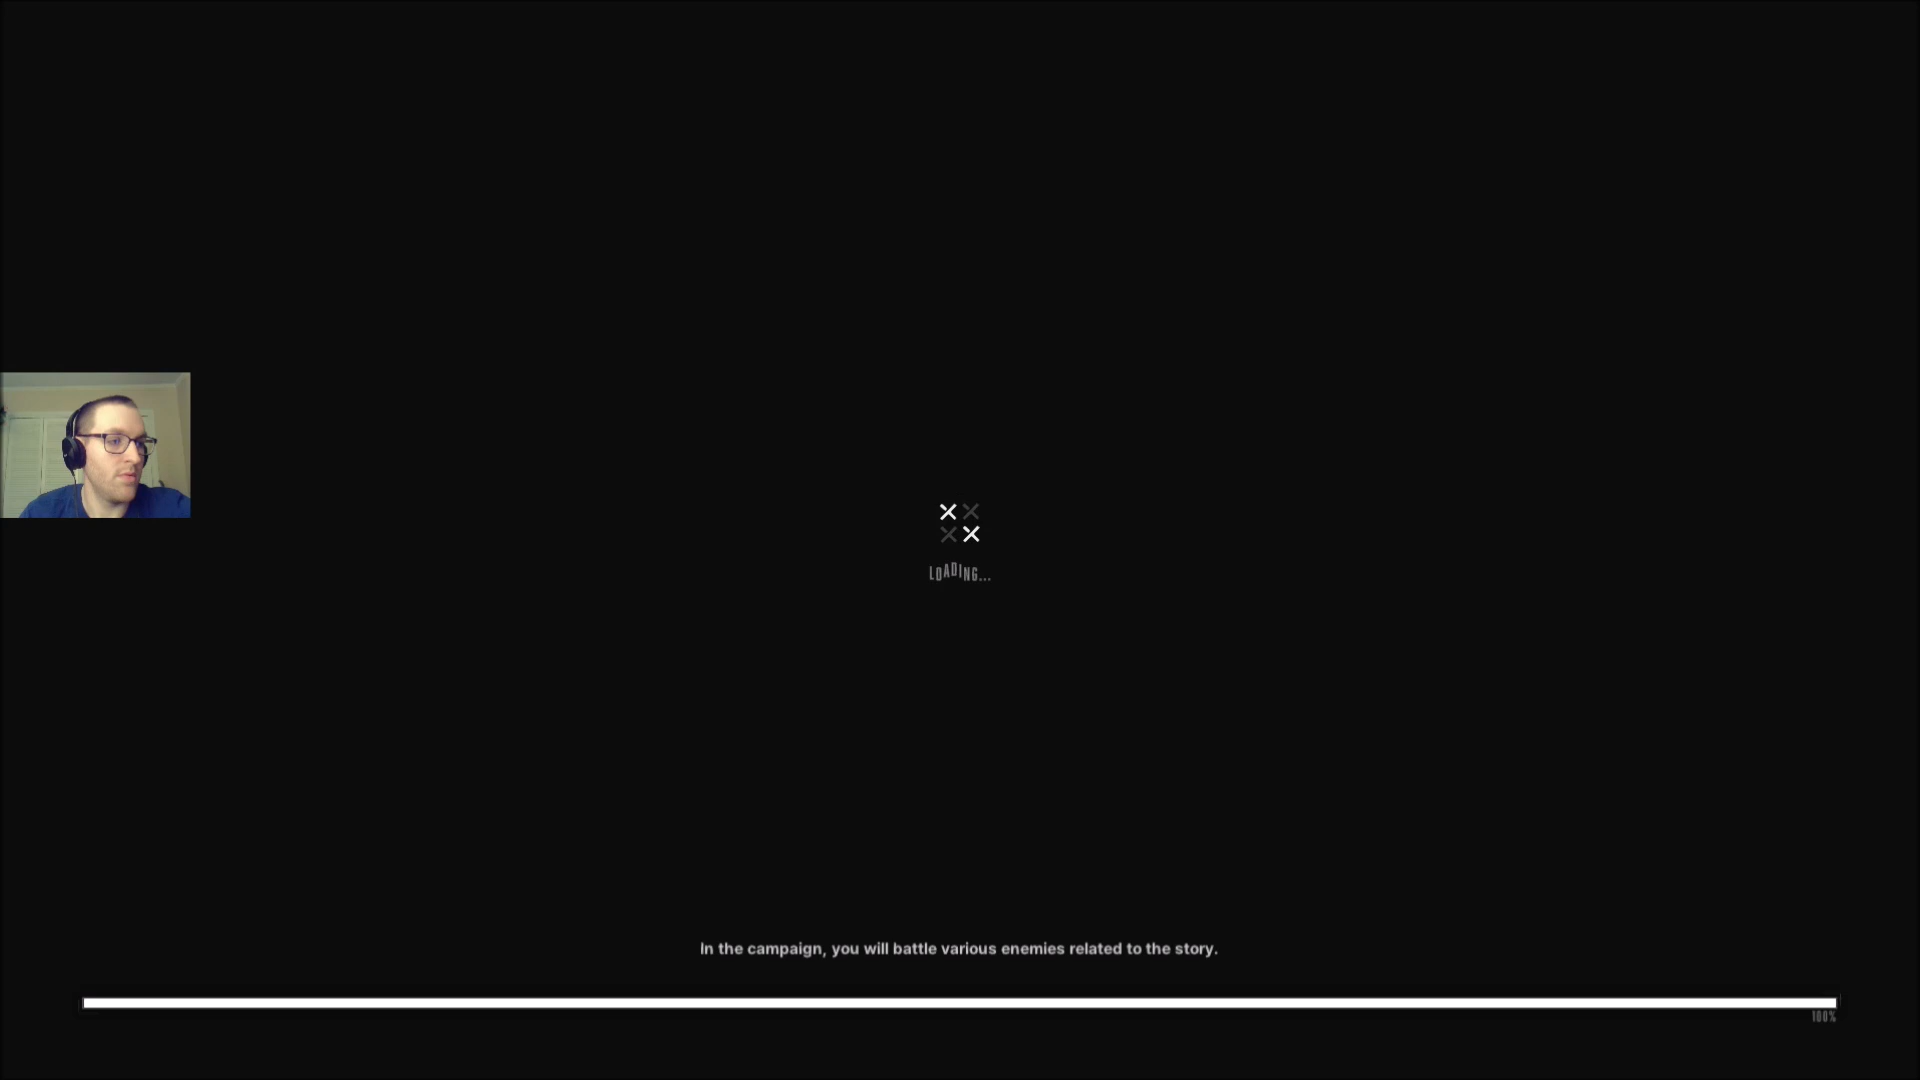 LOADING...
In the campaign, you will battle various enemies related to the story.
100%